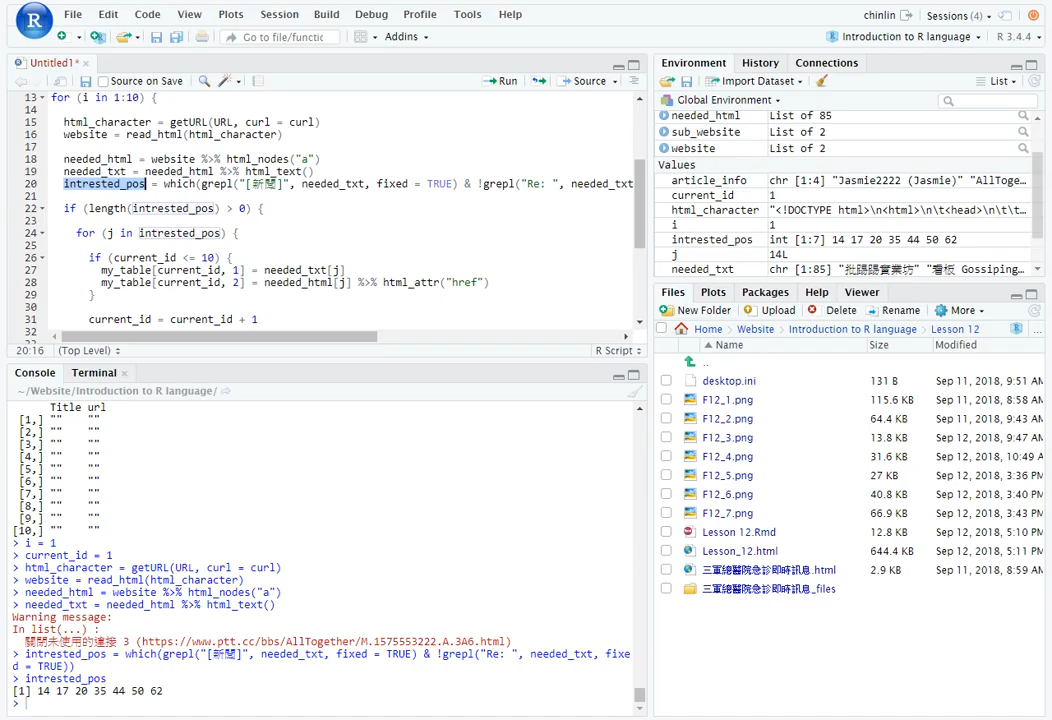 File Edit Code View Plots Session Build Debug Profile Tools Help
chinlin Sessions (4)
Go to file/functic Addins
Introduction to R language R 3.4.4
Untitled1*
Source on Save Run Source
13 for (i in 1:10) {
14
15 html_character = getURL(URL, curl = curl)
16 website = read_html(html_character)
17
18 needed_html = website %>% html_nodes("a")
19 needed_txt = needed_html %>% html_text()
20 intrested_pos = which(grepl("[新聞]", needed_txt, fixed = TRUE) & !grepl("Re: ", needed_txt
21
22 if (length(intrested_pos) > 0) {
23
24 for (j in intrested_pos) {
25
26 if (current_id <= 10) {
27 my_table[current_id, 1] = needed_txt[j]
28 my_table[current_id, 2] = needed_html[j] %>% html_attr("href")
29 }
30
31 current_id = current_id + 1
32
20:16 (Top Level) R Script
Console Terminal
~/Website/Introduction to R language/
Title url
[1,] "" ""
[2,] "" ""
[3,] "" ""
[4,] "" ""
[5,] "" ""
[6,] "" ""
[7,] "" ""
[8,] "" ""
[9,] "" ""
[10,] "" ""
> i = 1
> current_id = 1
> html_character = getURL(URL, curl = curl)
> website = read_html(html_character)
> needed_html = website %>% html_nodes("a")
> needed_txt = needed_html %>% html_text()
Warning message:
In list(...) :
關閉未使用的連接 3 (https://www.ptt.cc/bbs/AllTogether/M.1575553222.A.3A6.html)
> intrested_pos = which(grepl("[新聞]", needed_txt, fixed = TRUE) & !grepl("Re: ", needed_txt, fixe
d = TRUE))
> intrested_pos
[1] 14 17 20 35 44 50 62
>
Environment History Connections
Import Dataset List
Global Environment
needed_html List of 85
sub_website List of 2
website List of 2
Values
article_info chr [1:4] "Jasmie2222 (Jasmie)" "AllToge…
current_id 1
html_character "<!DOCTYPE html>\n<html>\n\t<head>\n\t\t…
i 1
intrested_pos int [1:7] 14 17 20 35 44 50 62
j 14L
needed_txt chr [1:85] "批踢踢實業坊" "看板 Gossiping…
Files Plots Packages Help Viewer
New Folder Upload Delete Rename More
Home Website Introduction to R language Lesson 12 ...
Name Size Modified
..
desktop.ini 131 B Sep 11, 2018, 9:51 AM
F12_1.png 115.6 KB Sep 11, 2018, 8:58 AM
F12_2.png 64.4 KB Sep 11, 2018, 9:43 AM
F12_3.png 13.8 KB Sep 12, 2018, 9:47 AM
F12_4.png 31.6 KB Sep 12, 2018, 10:49 A
F12_5.png 27 KB Sep 12, 2018, 3:36 PM
F12_6.png 40.8 KB Sep 12, 2018, 3:40 PM
F12_7.png 66.9 KB Sep 12, 2018, 3:43 PM
Lesson 12.Rmd 12.8 KB Sep 12, 2018, 5:10 PM
Lesson_12.html 644.4 KB Sep 12, 2018, 5:11 PM
三軍總醫院急診即時訊息.html 2.9 KB Sep 11, 2018, 8:59 AM
三軍總醫院急診即時訊息_files